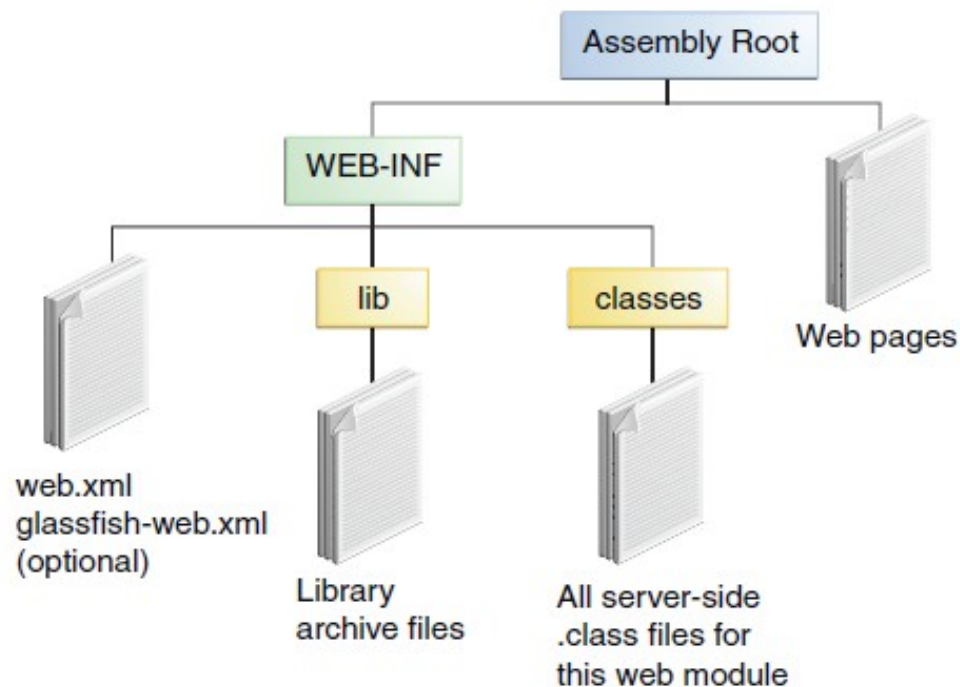 Assembly Root
WEB-INF
lib
classes
Web pages
web.xml
glassfish-web.xml
(optional)
Library
archive files
All server-side
.class files for
this web module